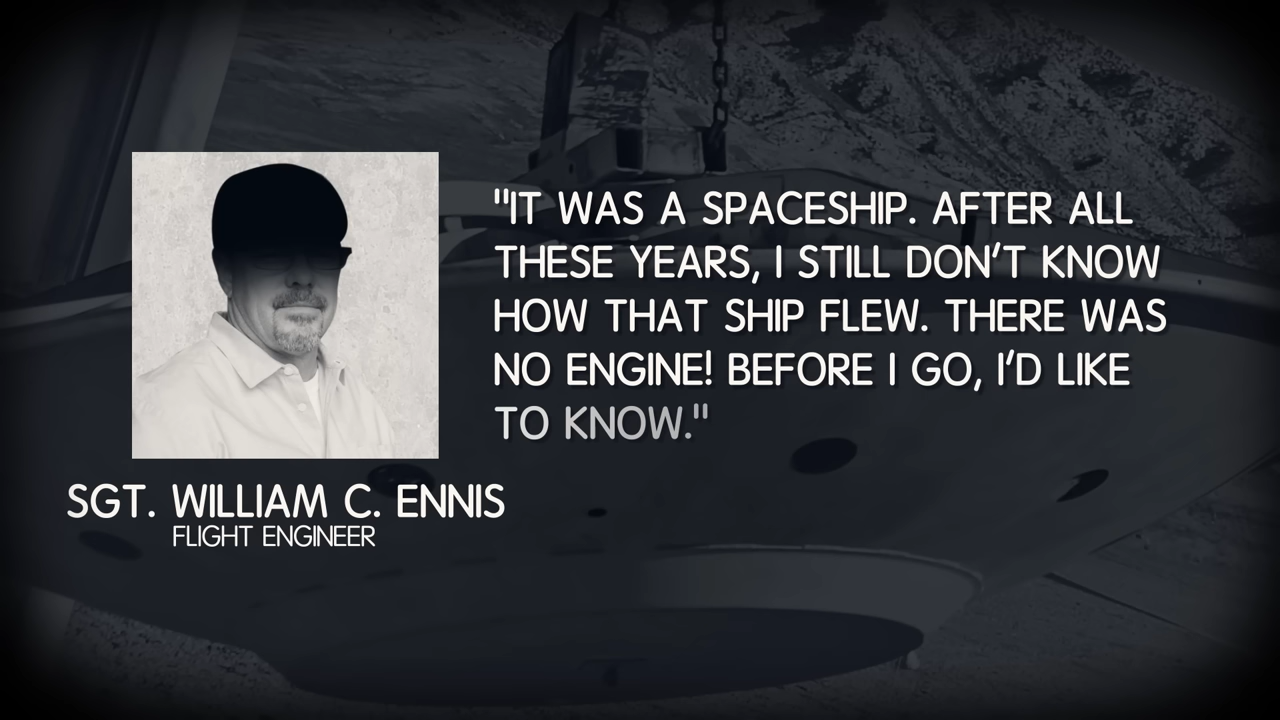 "IT WAS A SPACESHIP. AFTER ALL
THESE YEARS, I STILL DON'T KNOW
HOW THAT SHIP FLEW. THERE WAS
NO ENGINE! BEFORE I GO, I'D LIKE
TO KNOW."
SGT. WILLIAM C. ENNIS
FLIGHT ENGINEER